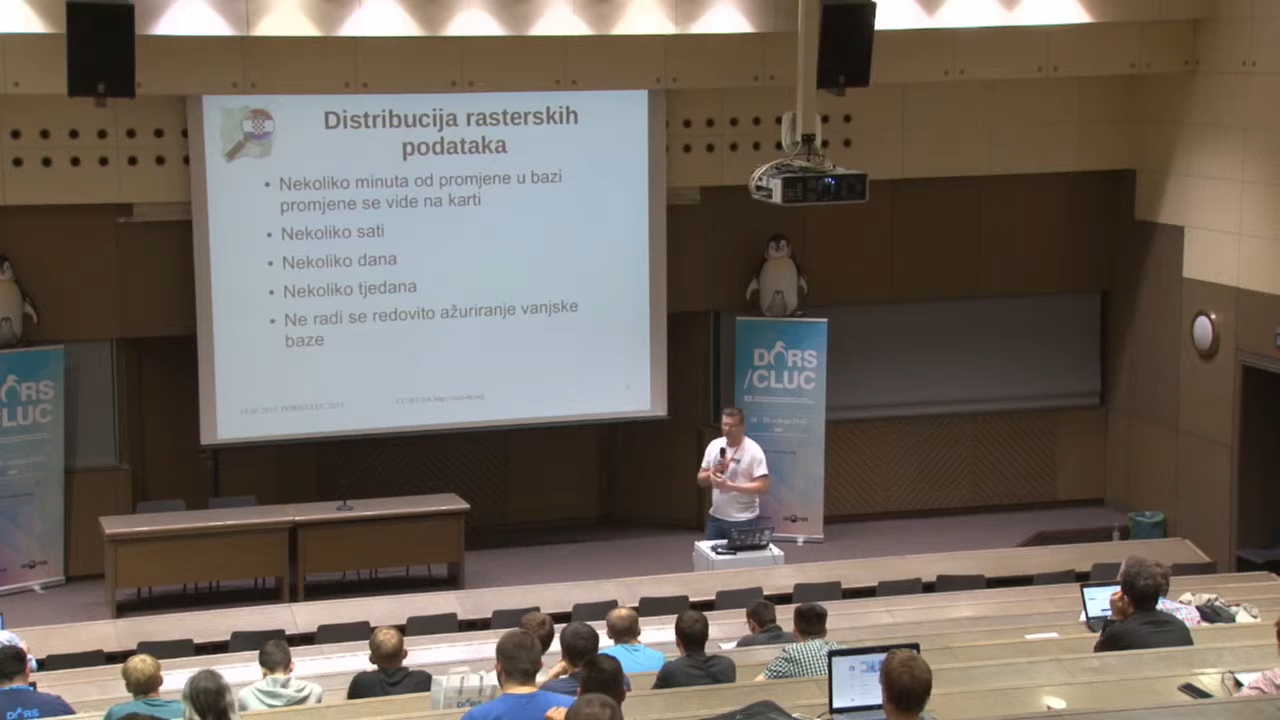 Distribucija rasterskih
podataka
• Nekoliko minuta od promjene u bazi
promjene se vide na karti
• Nekoliko sati
• Nekoliko dana
• Nekoliko tjedana
• Ne radi se redovito ažuriranje vanjske
baze
DORS
/CLUC
ORS
CLUC
DORS